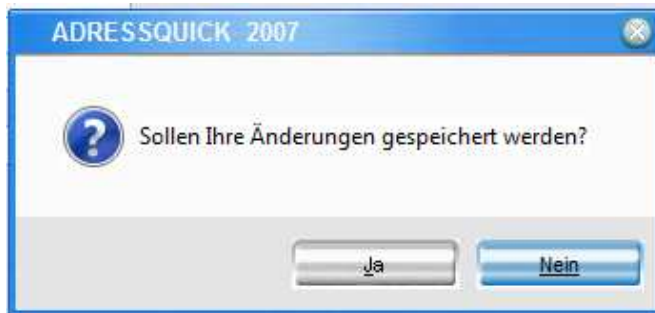 ADRESSQUICK 2007
Sollen Ihre Änderungen gespeichert werden?
Ja
Nein